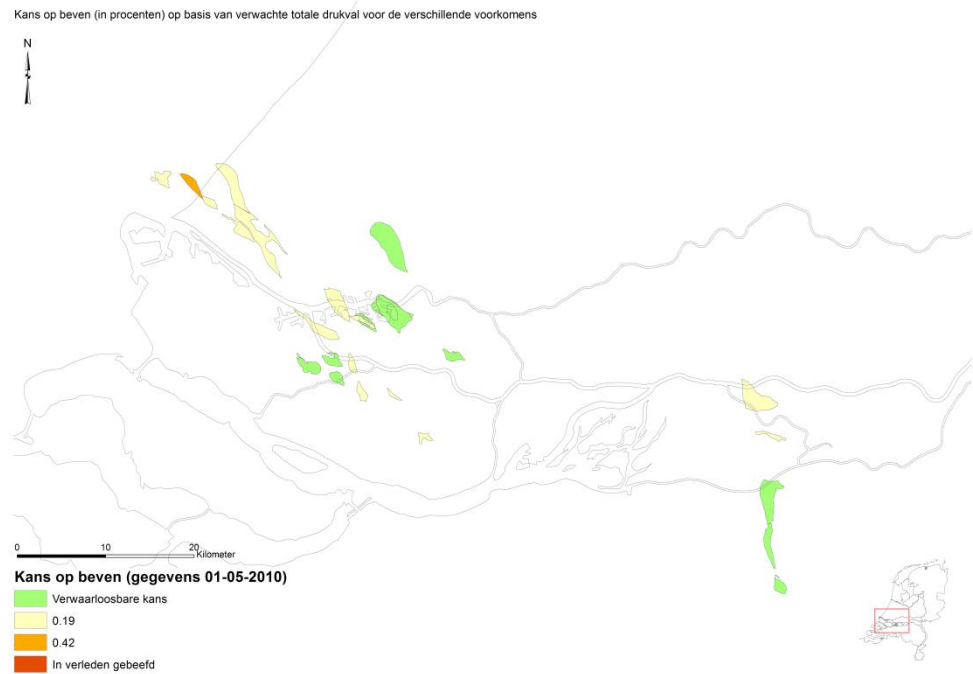 Kans op beven (in procenten) op basis van verwachte totale drukval voor de verschillende voorkomens
N
0 10 20
Kilometer
Kans op beven (gegevens 01-05-2010)
Verwaarloosbare kans
0.19
0.42
In verleden gebeefd